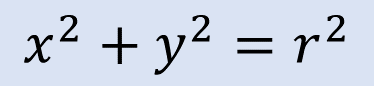 x² + y² = r²